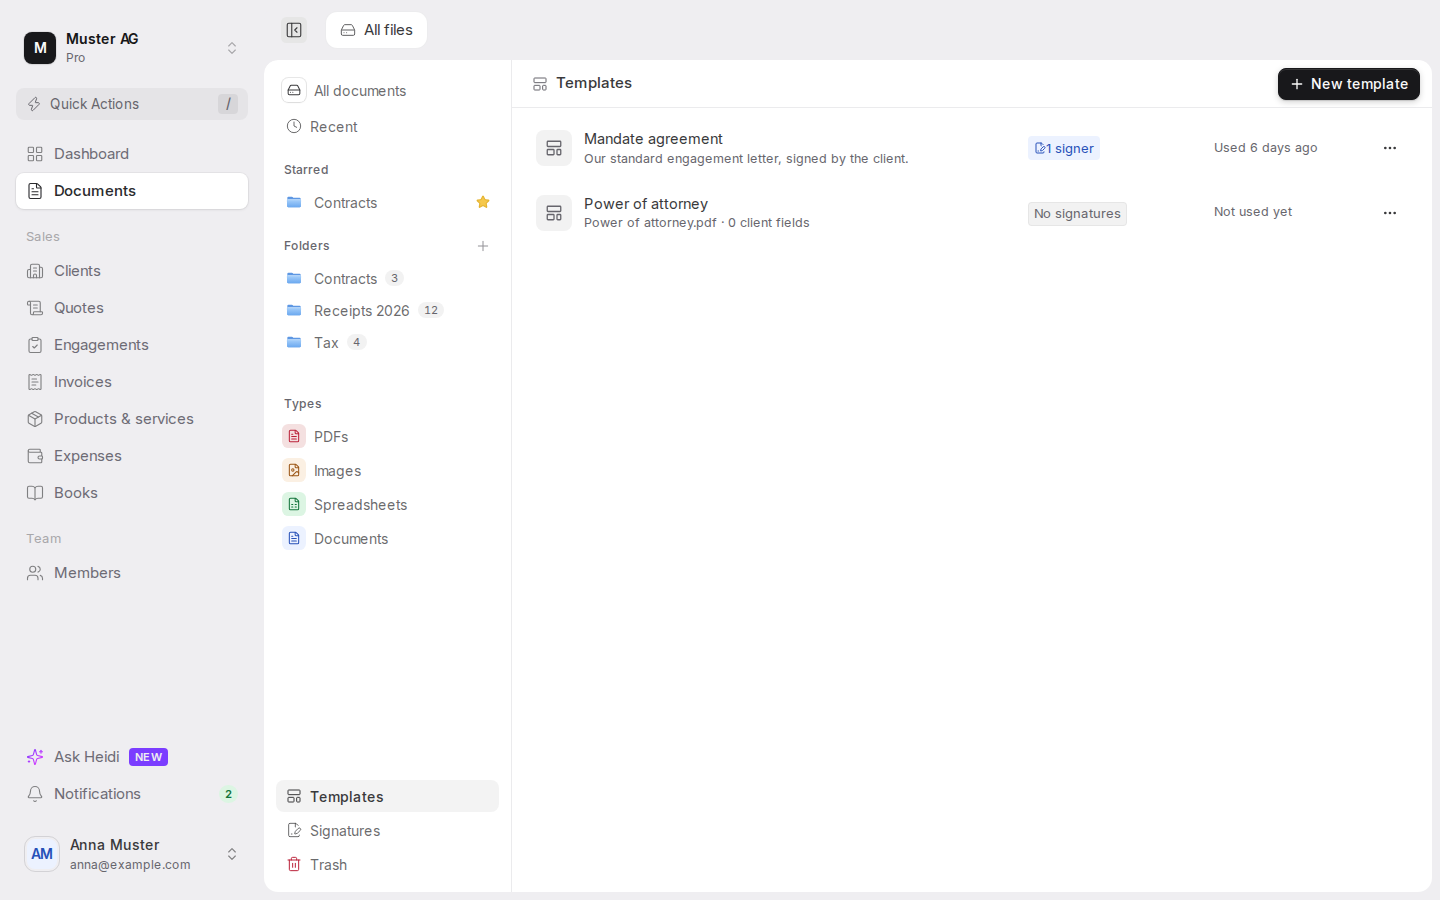 M
Muster AG
Pro
Quick Actions
/
Dashboard
Documents
Sales
Clients
Quotes
Engagements
Invoices
Products & services
Expenses
Books
Team
Members
Ask Heidi NEW
Notifications 2
AM
Anna Muster
anna@example.com
All files
All documents
Recent
Starred
Contracts
Folders
Contracts 3
Receipts 2026 12
Tax 4
Types
PDFs
Images
Spreadsheets
Documents
Templates
Signatures
Trash
Templates
New template
Mandate agreement
Our standard engagement letter, signed by the client.
1 signer
Used 6 days ago
Power of attorney
Power of attorney.pdf · 0 client fields
No signatures
Not used yet